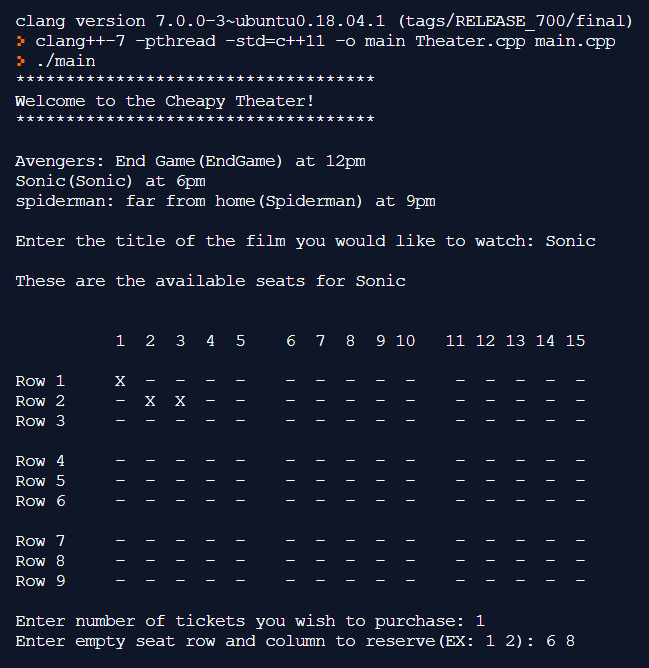 clang version 7.0.0-3~ubuntu0.18.04.1 (tags/RELEASE_700/final)
> clang++-7 -pthread -std=c++11 -o main Theater.cpp main.cpp
> ./main
************************************
Welcome to the Cheapy Theater!
************************************
Avengers: End Game(EndGame) at 12pm
Sonic(Sonic) at 6pm
spiderman: far from home(Spiderman) at 9pm
Enter the title of the film you would like to watch: Sonic
These are the available seats for Sonic
1 2 3 4 5 6 7 8 9 10 11 12 13 14 15
Row 1 X - - - - - - - - - - - - - -
Row 2 - X X - - - - - - - - - - - -
Row 3 - - - - - - - - - - - - - - -
Row 4 - - - - - - - - - - - - - - -
Row 5 - - - - - - - - - - - - - - -
Row 6 - - - - - - - - - - - - - - -
Row 7 - - - - - - - - - - - - - - -
Row 8 - - - - - - - - - - - - - - -
Row 9 - - - - - - - - - - - - - - -
Enter number of tickets you wish to purchase: 1
Enter empty seat row and column to reserve(EX: 1 2): 6 8